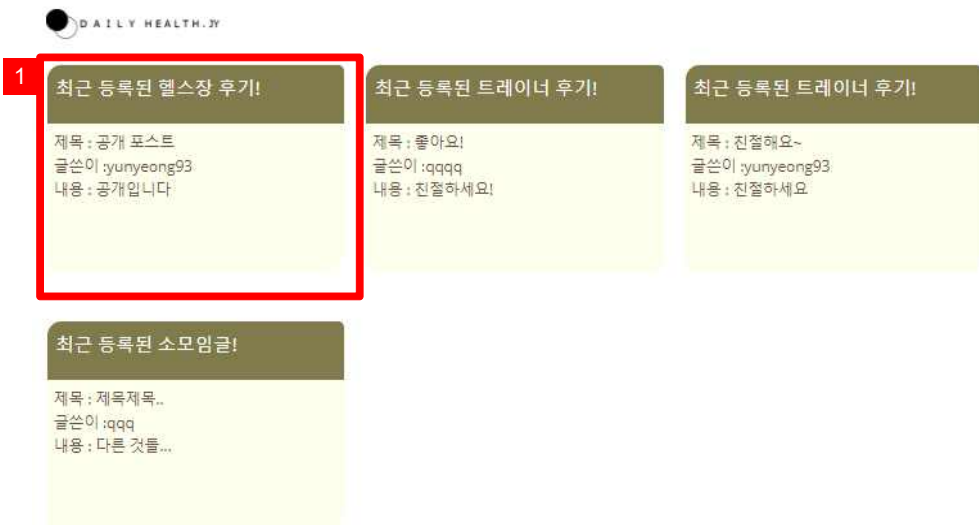 DAILY HEALTH.JY
1
최근 등록된 헬스장 후기!
제목 : 공개 포스트
글쓴이 :yunyeong93
내용 : 공개입니다
최근 등록된 트레이너 후기!
제목 : 좋아요!
글쓴이 :qqqq
내용 : 친절하세요!
최근 등록된 트레이너 후기!
제목 : 친절해요~
글쓴이 :yunyeong93
내용 : 친절하세요
최근 등록된 소모임글!
제목 : 제목제목..
글쓴이 :qqq
내용 : 다른 것들...